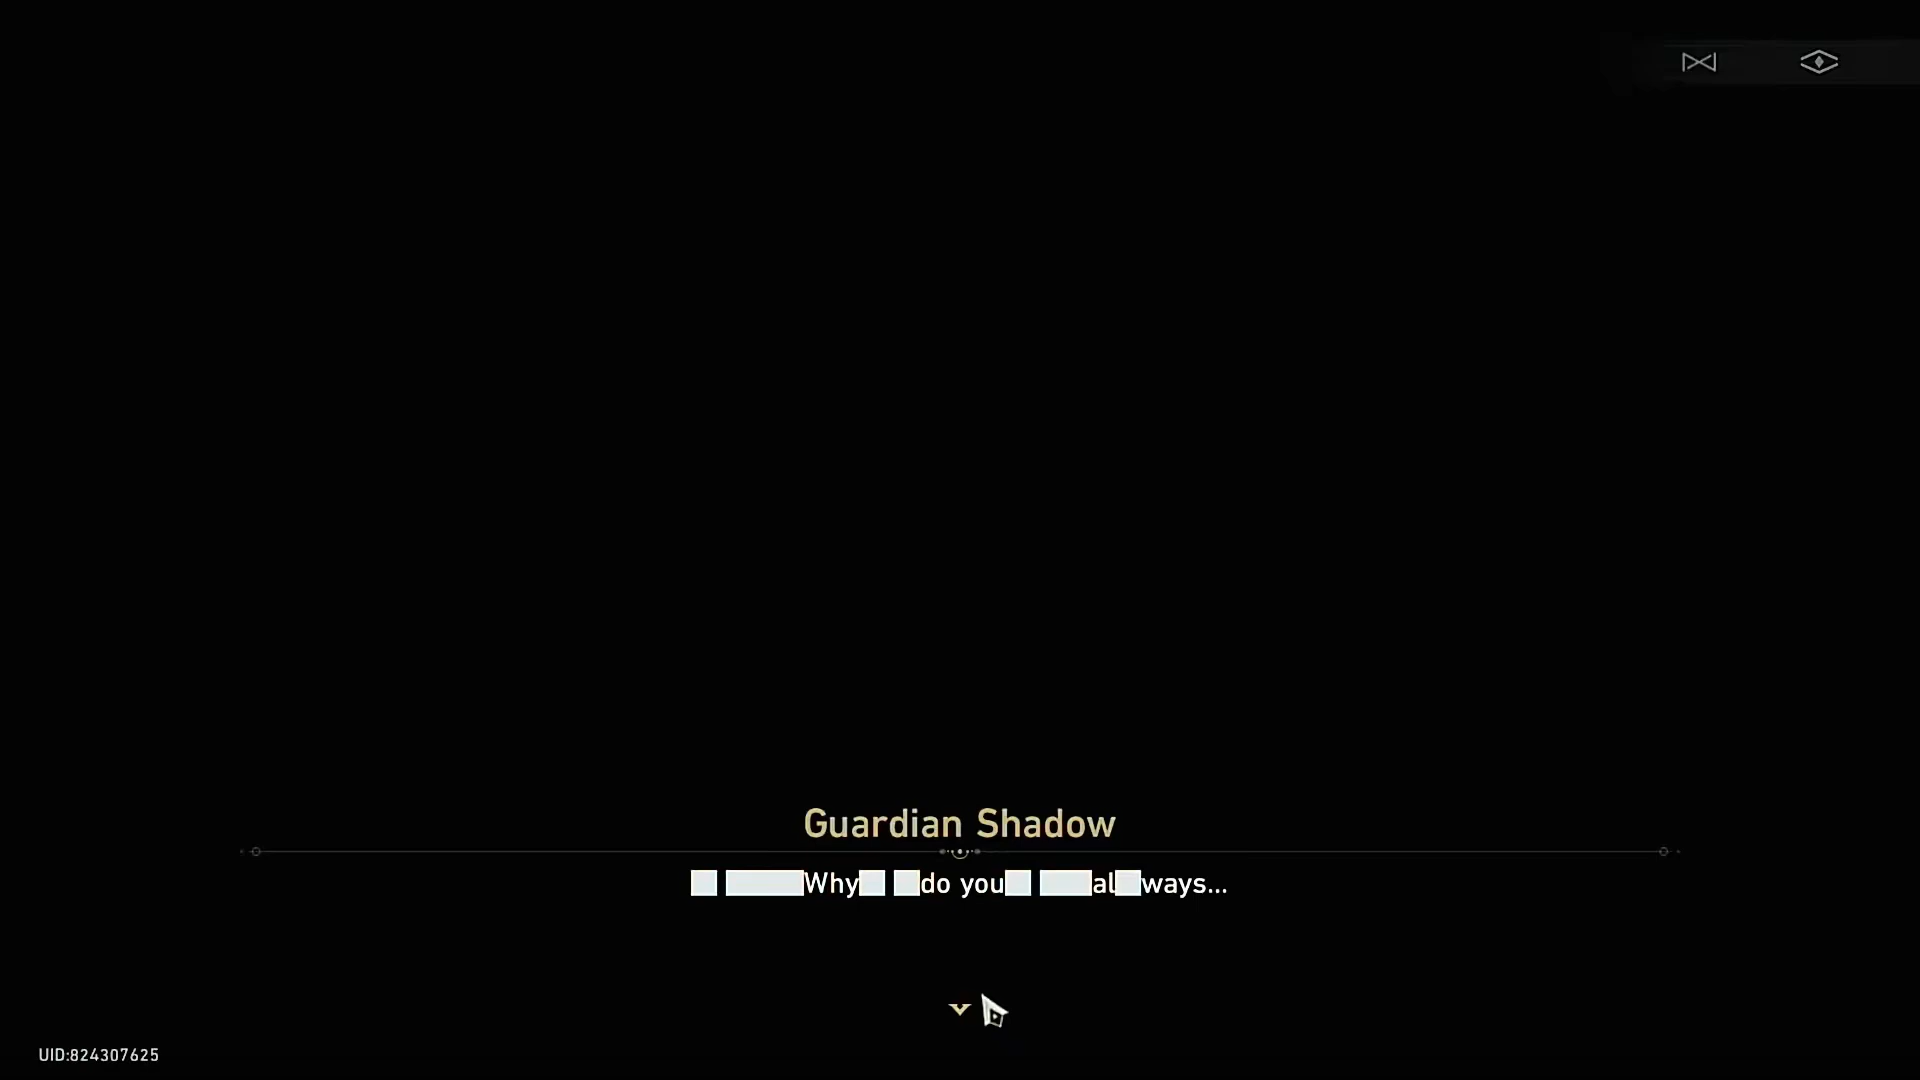 Guardian Shadow
█ ███Why█ █do you█ ██al█ways...
UID:824307625